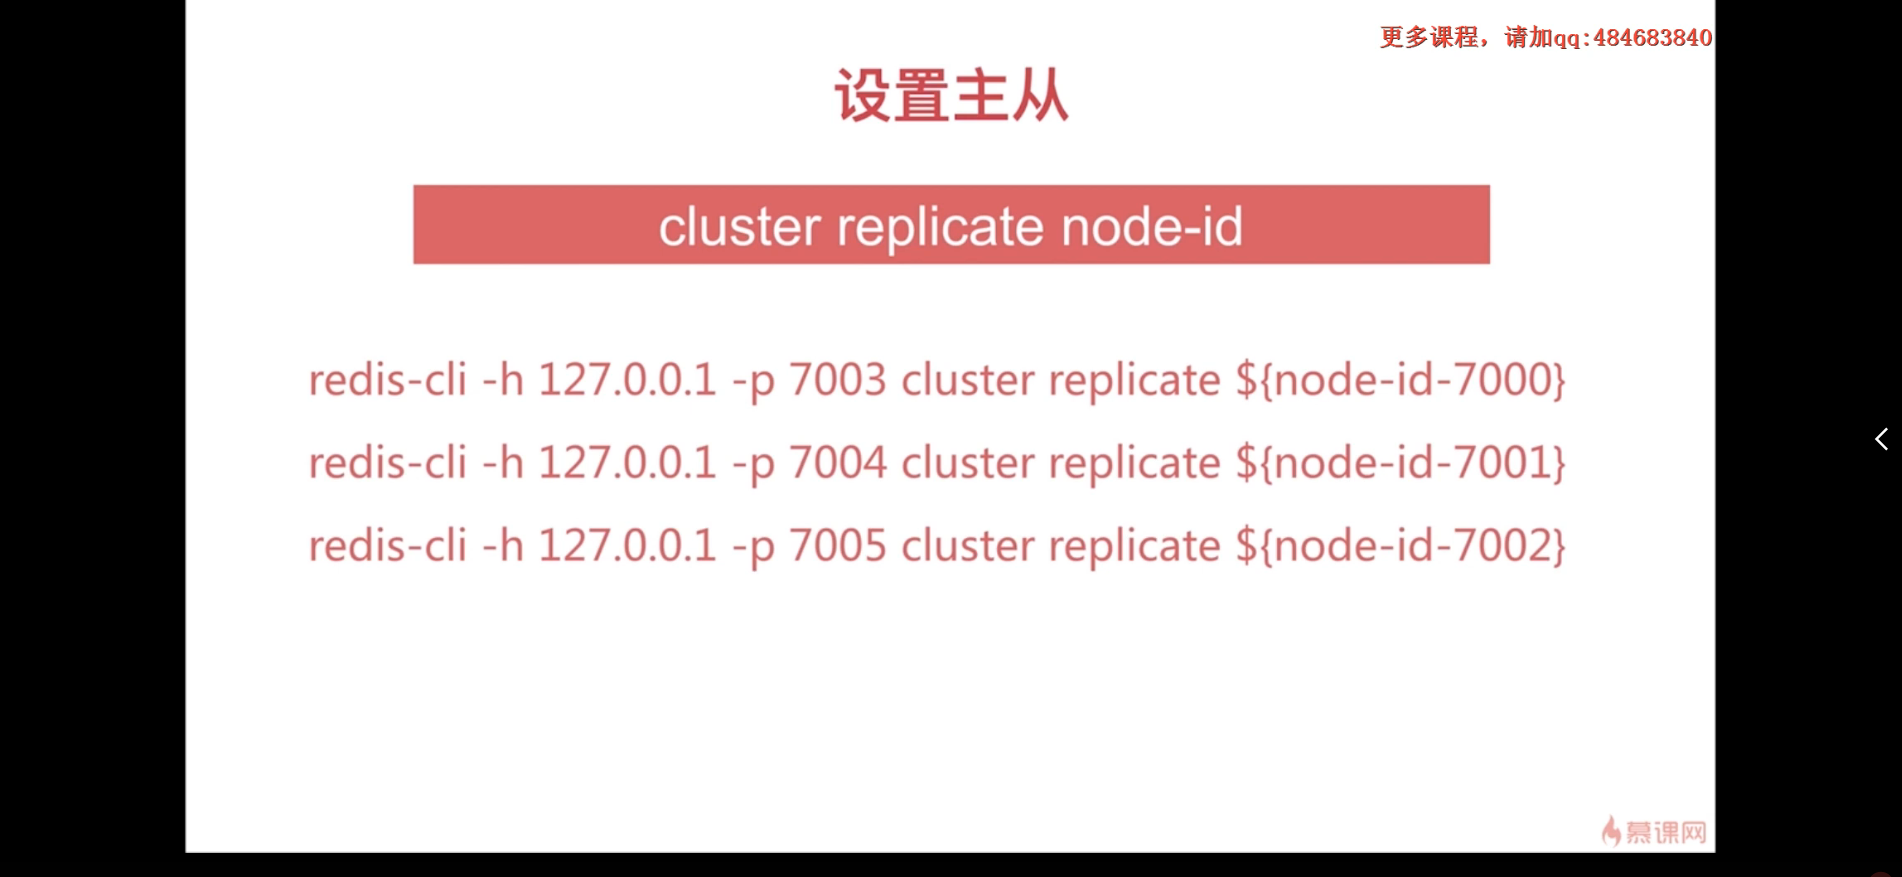 更多课程，请加qq:484683840
设置主从
cluster replicate node-id
redis-cli -h 127.0.0.1 -p 7003 cluster replicate ${node-id-7000}
redis-cli -h 127.0.0.1 -p 7004 cluster replicate ${node-id-7001}
redis-cli -h 127.0.0.1 -p 7005 cluster replicate ${node-id-7002}
慕课网